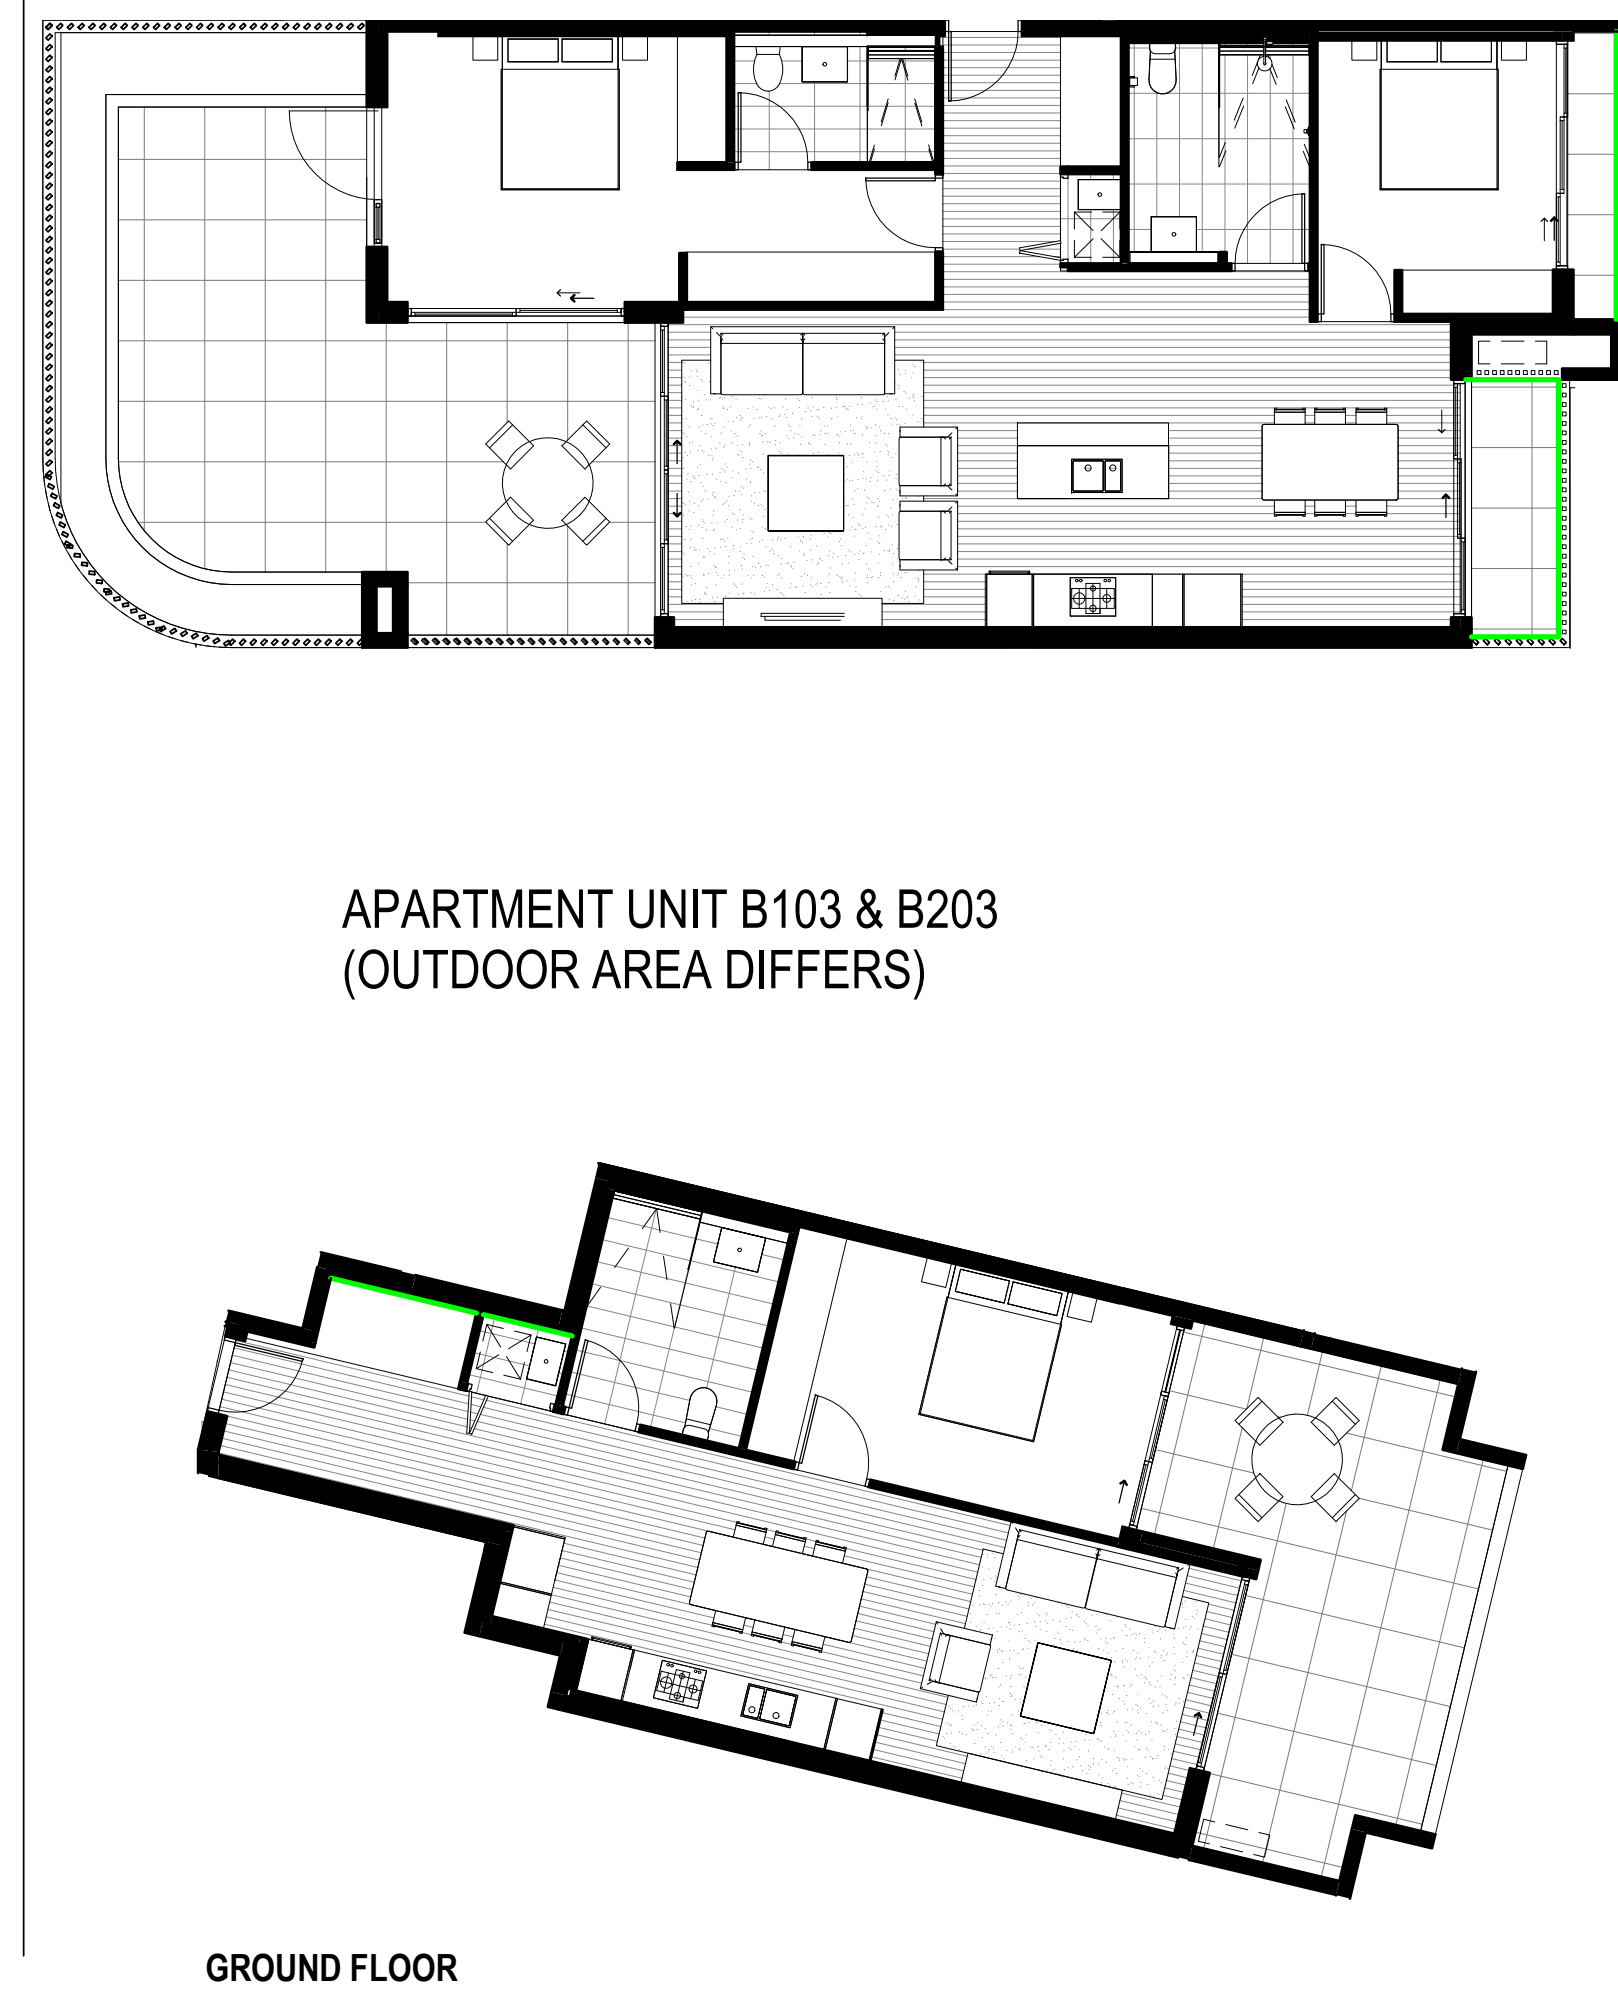 APARTMENT UNIT B103 & B203
(OUTDOOR AREA DIFFERS)
GROUND FLOOR